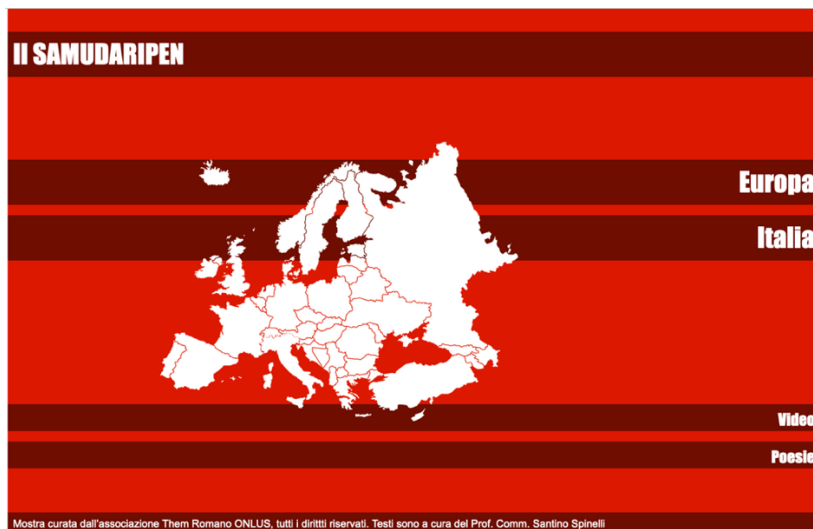 Il SAMUDARIPEN
Europa
Italia
Video
Poesie
Mostra curata dall'associazione Them Romano ONLUS, tutti i dirittti riservati. Testi sono a cura del Prof. Comm. Santino Spinelli